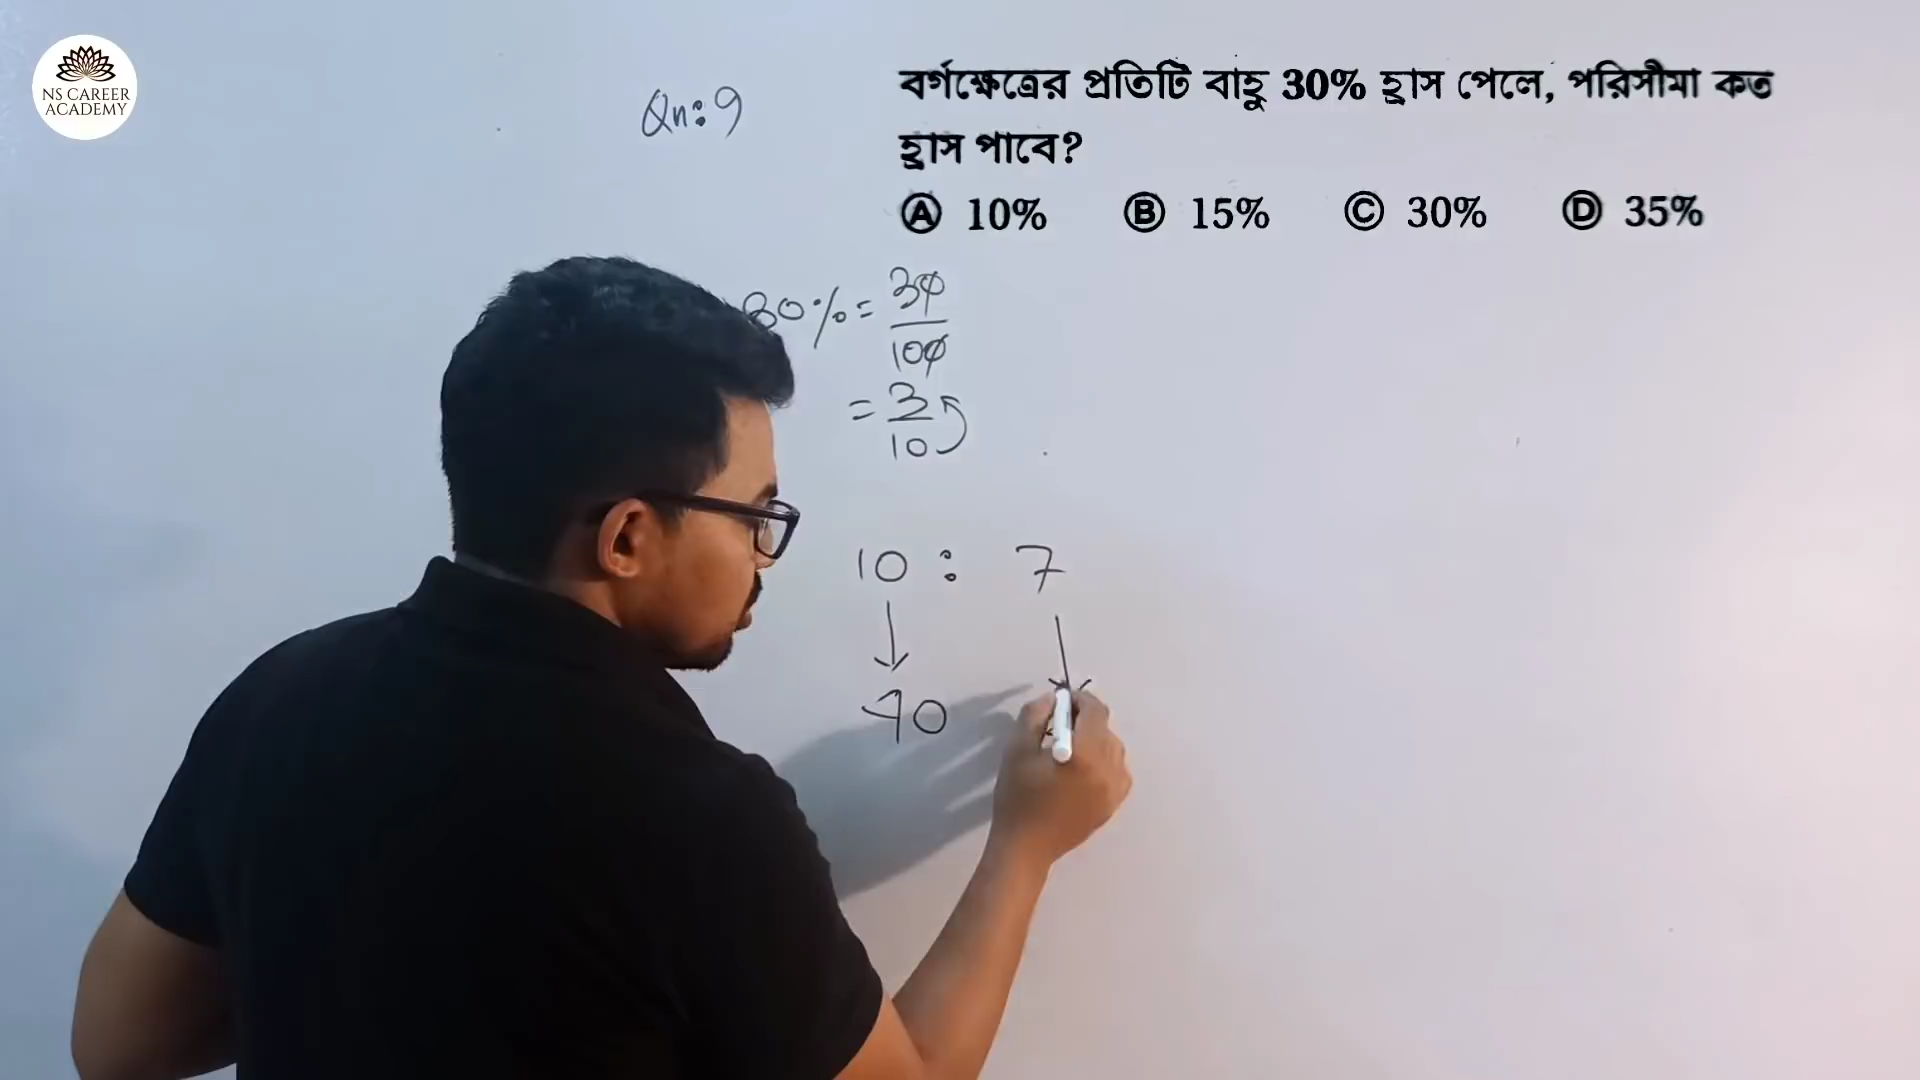 NS CAREER
ACADEMY
Qn: 9
বর্গক্ষেত্রের প্রতিটি বাহু 30% হ্রাস পেলে, পরিসীমা কত
হ্রাস পাবে?
Ⓐ 10% Ⓑ 15% Ⓒ 30% Ⓓ 35%
30% = 30/100
= 3/10
10 : 7
40